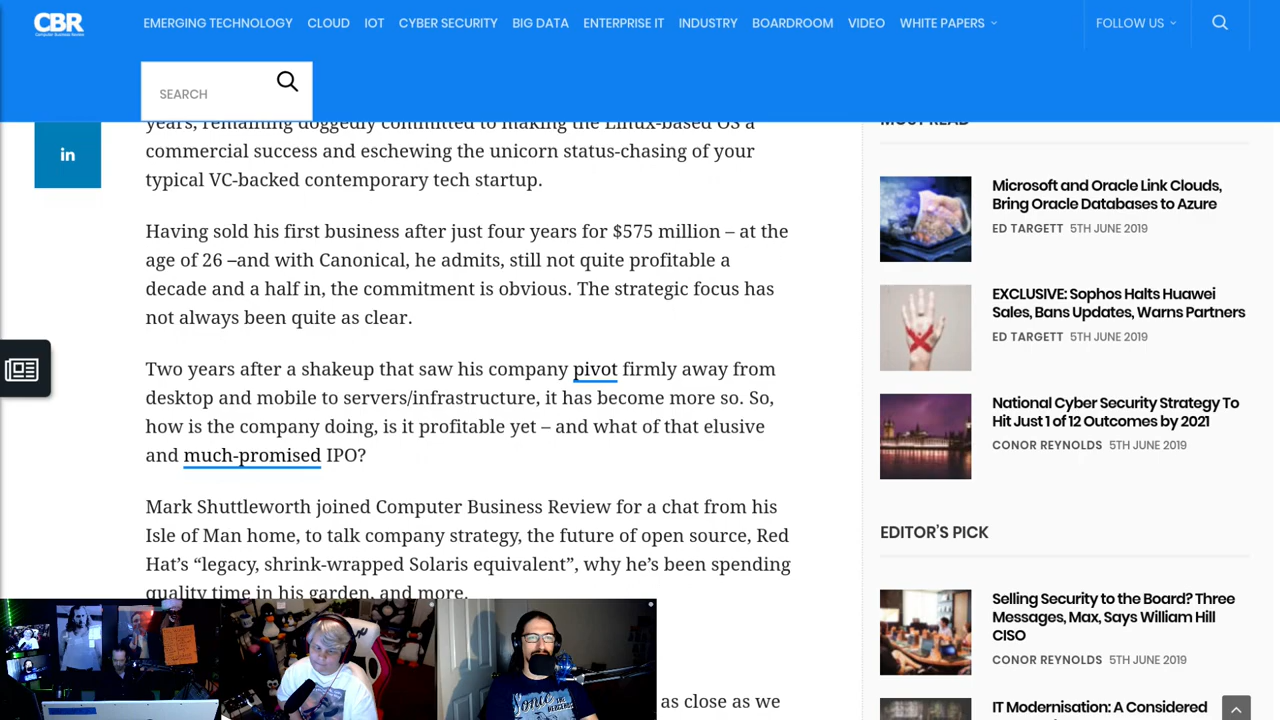 CBR
Computer Business Review
EMERGING TECHNOLOGY CLOUD IOT CYBER SECURITY BIG DATA ENTERPRISE IT INDUSTRY BOARDROOM VIDEO WHITE PAPERS
FOLLOW US
SEARCH
in
years, remaining doggedly committed to making the Linux-based OS a
commercial success and eschewing the unicorn status-chasing of your
typical VC-backed contemporary tech startup.
Having sold his first business after just four years for $575 million – at the
age of 26 –and with Canonical, he admits, still not quite profitable a
decade and a half in, the commitment is obvious. The strategic focus has
not always been quite as clear.
Two years after a shakeup that saw his company pivot firmly away from
desktop and mobile to servers/infrastructure, it has become more so. So,
how is the company doing, is it profitable yet – and what of that elusive
and much-promised IPO?
Mark Shuttleworth joined Computer Business Review for a chat from his
Isle of Man home, to talk company strategy, the future of open source, Red
Hat’s “legacy, shrink-wrapped Solaris equivalent”, why he’s been spending
quality time in his garden, and more.
as close as we
MOST READ
Microsoft and Oracle Link Clouds,
Bring Oracle Databases to Azure
ED TARGETT 5TH JUNE 2019
EXCLUSIVE: Sophos Halts Huawei
Sales, Bans Updates, Warns Partners
ED TARGETT 5TH JUNE 2019
National Cyber Security Strategy To
Hit Just 1 of 12 Outcomes by 2021
CONOR REYNOLDS 5TH JUNE 2019
EDITOR’S PICK
Selling Security to the Board? Three
Messages, Max, Says William Hill
CISO
CONOR REYNOLDS 5TH JUNE 2019
IT Modernisation: A Considered